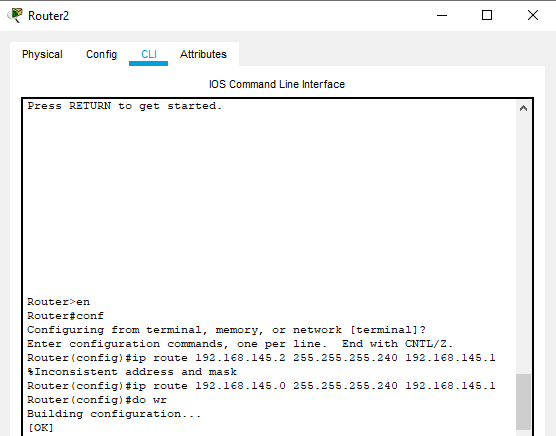 Router2
Physical Config CLI Attributes
IOS Command Line Interface
Press RETURN to get started.
Router>en
Router#conf
Configuring from terminal, memory, or network [terminal]?
Enter configuration commands, one per line.  End with CNTL/Z.
Router(config)#ip route 192.168.145.2 255.255.255.240 192.168.145.1
%Inconsistent address and mask
Router(config)#ip route 192.168.145.0 255.255.255.240 192.168.145.1
Router(config)#do wr
Building configuration...
[OK]